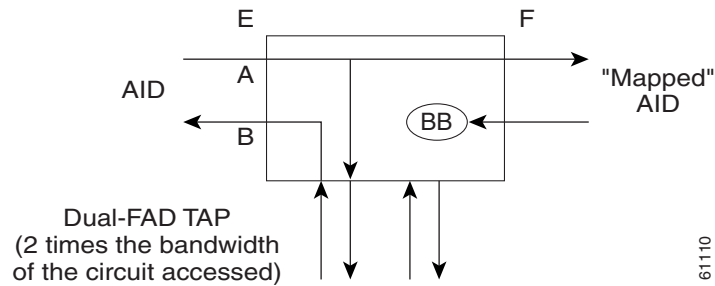 E
F
A
AID
"Mapped"
AID
BB
B
Dual-FAD TAP
(2 times the bandwidth
of the circuit accessed)
61110